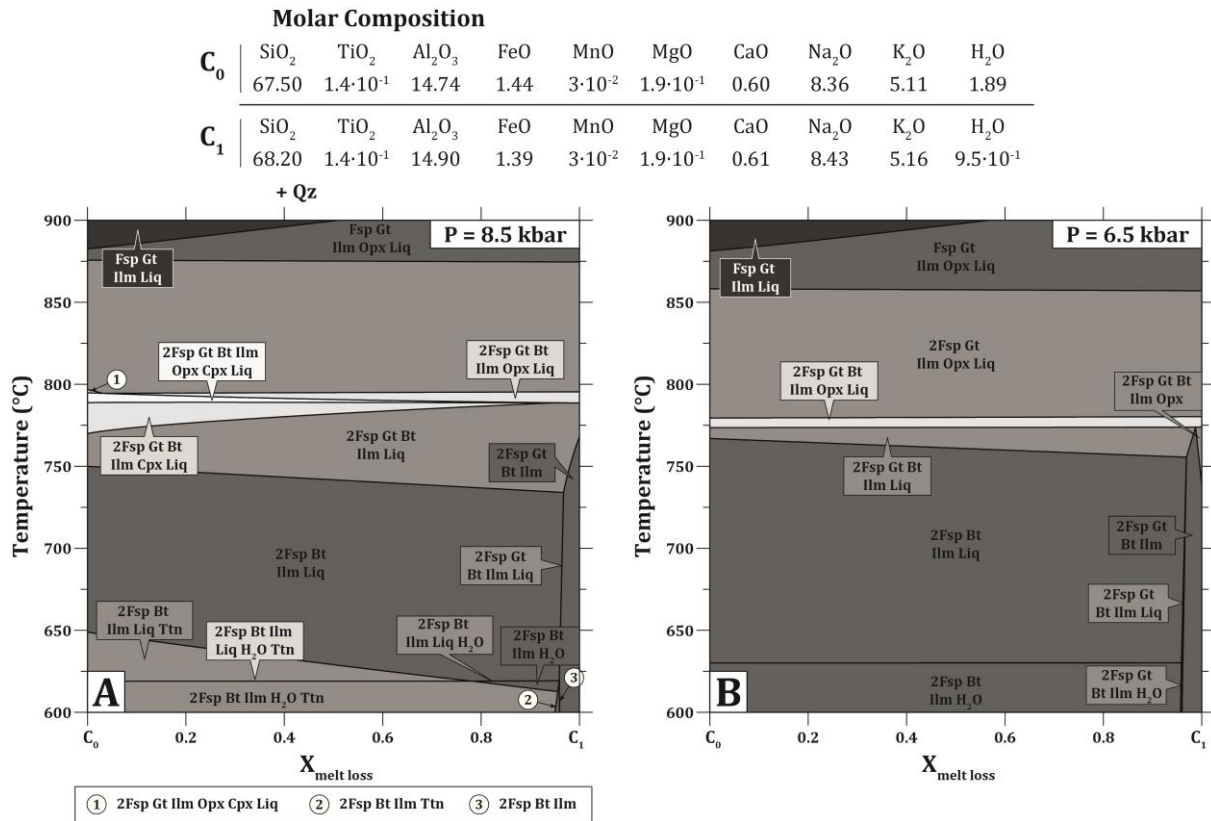 Molar Composition
SiO₂ TiO₂ Al₂O₃ FeO MnO MgO CaO Na₂O K₂O H₂O
C₀ 67.50 1.4·10⁻¹ 14.74 1.44 3·10⁻² 1.9·10⁻¹ 0.60 8.36 5.11 1.89
SiO₂ TiO₂ Al₂O₃ FeO MnO MgO CaO Na₂O K₂O H₂O
C₁ 68.20 1.4·10⁻¹ 14.90 1.39 3·10⁻² 1.9·10⁻¹ 0.61 8.43 5.16 9.5·10⁻¹
+ Qz
Temperature (°C)
900
850
800
750
700
650
600
P = 8.5 kbar
Fsp Gt
Ilm Opx Liq
Fsp Gt
Ilm Liq
1
2Fsp Gt Bt Ilm
Opx Cpx Liq
2Fsp Gt Bt
Ilm Opx Liq
2Fsp Gt Bt
Ilm Cpx Liq
2Fsp Gt Bt
Ilm Liq
2Fsp Gt
Bt Ilm
2Fsp Bt
Ilm Liq
2Fsp Gt
Bt Ilm Liq
2Fsp Bt
Ilm Liq Ttn
2Fsp Bt Ilm
Liq H₂O Ttn
2Fsp Bt
Ilm Liq H₂O
2Fsp Bt
Ilm H₂O
A
2Fsp Bt Ilm H₂O Ttn
2
3
C₀ 0.2 0.4 0.6 0.8 C₁
X melt loss
Temperature (°C)
900
850
800
750
700
650
600
P = 6.5 kbar
Fsp Gt
Ilm Opx Liq
Fsp Gt
Ilm Liq
2Fsp Gt
Ilm Opx Liq
2Fsp Gt Bt
Ilm Opx Liq
2Fsp Gt Bt
Ilm Opx
2Fsp Gt Bt
Ilm Liq
2Fsp Bt
Ilm Liq
2Fsp Gt
Bt Ilm
2Fsp Gt
Bt Ilm Liq
2Fsp Bt
Ilm H₂O
2Fsp Gt
Bt Ilm H₂O
B
C₀ 0.2 0.4 0.6 0.8 C₁
X melt loss
1 2Fsp Gt Ilm Opx Cpx Liq 2 2Fsp Bt Ilm Ttn 3 2Fsp Bt Ilm